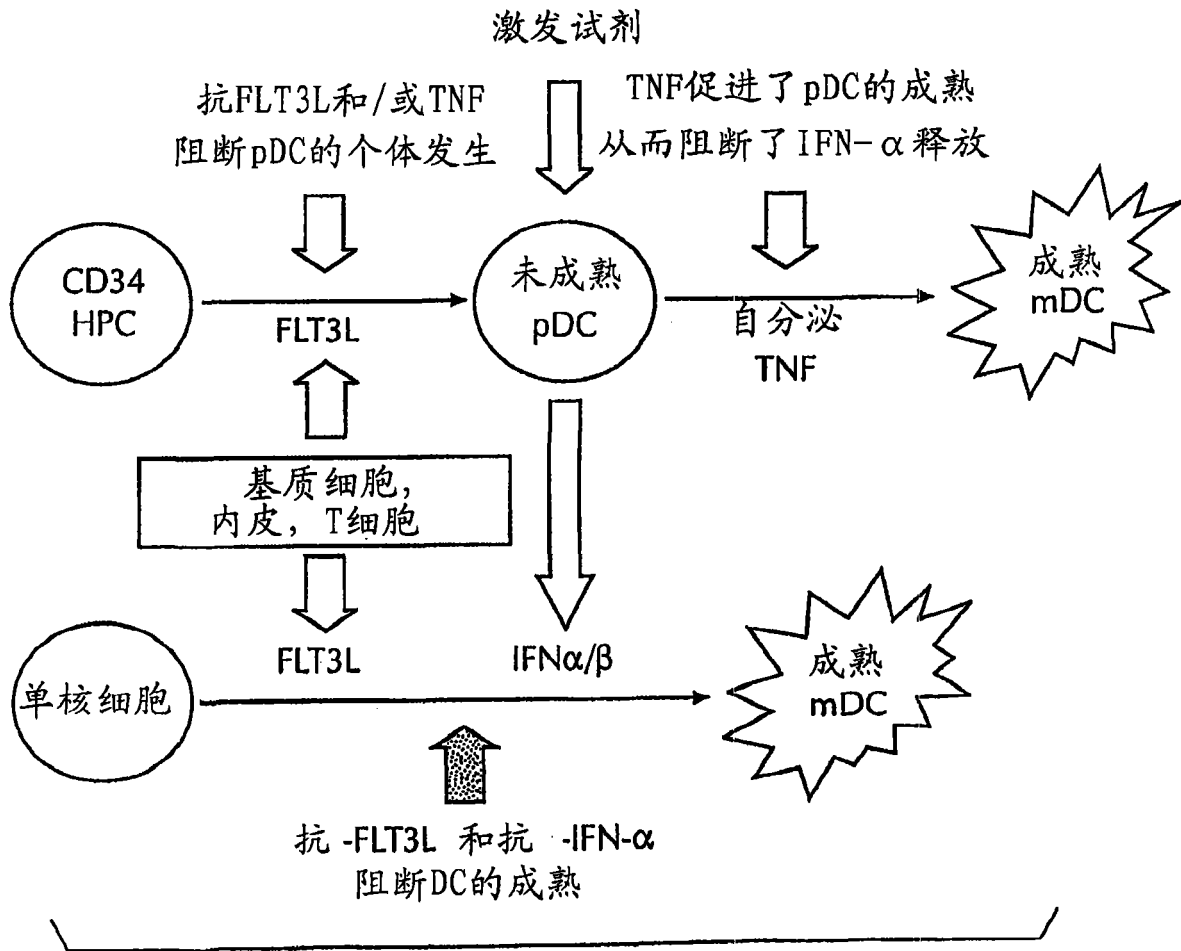 激发试剂
抗FLT3L和/或TNF
阻断pDC的个体发生
TNF促进了pDC的成熟
从而阻断了IFN-α释放
CD34
HPC
FLT3L
未成熟
pDC
自分泌
TNF
成熟
mDC
基质细胞,
内皮, T细胞
单核细胞
FLT3L
IFNα/β
成熟
mDC
抗-FLT3L 和抗-IFN-α
阻断DC的成熟